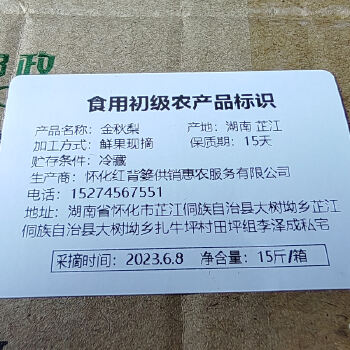 邮政
食用初级农产品标识
产品名称：金秋梨 产地：湖南 芷江
加工方式：鲜果现摘 保质期：15天
贮存条件：冷藏
生产商：怀化红背篓供销惠农服务有限公司
电话：15274567551
地址：湖南省怀化市芷江侗族自治县大树坳乡芷江
侗族自治县大树坳乡扎牛坪村田坪组李泽成私宅
采摘时间：2023.6.8 净含量：15斤/箱